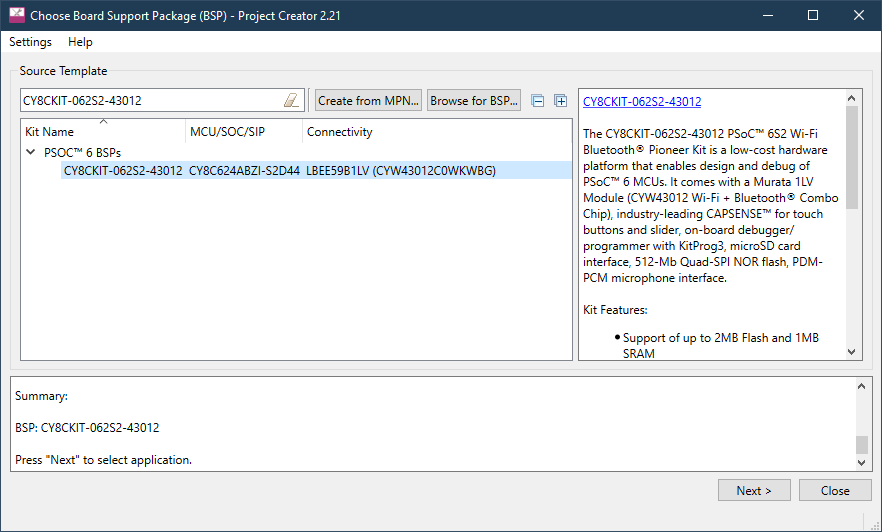 Choose Board Support Package (BSP) - Project Creator 2.21
Settings Help
Source Template
CY8CKIT-062S2-43012
Create from MPN...
Browse for BSP...
Kit Name MCU/SOC/SIP Connectivity
PSOC™ 6 BSPs
CY8CKIT-062S2-43012 CY8C624ABZI-S2D44 LBEE59B1LV (CYW43012C0WKWBG)
CY8CKIT-062S2-43012
The CY8CKIT-062S2-43012 PSoC™ 6S2 Wi-Fi
Bluetooth® Pioneer Kit is a low-cost hardware
platform that enables design and debug of
PSoC™ 6 MCUs. It comes with a Murata 1LV
Module (CYW43012 Wi-Fi + Bluetooth® Combo
Chip), industry-leading CAPSENSE™ for touch
buttons and slider, on-board debugger/
programmer with KitProg3, microSD card
interface, 512-Mb Quad-SPI NOR flash, PDM-
PCM microphone interface.
Kit Features:
• Support of up to 2MB Flash and 1MB
SRAM
Summary:
BSP: CY8CKIT-062S2-43012
Press "Next" to select application.
Next >
Close